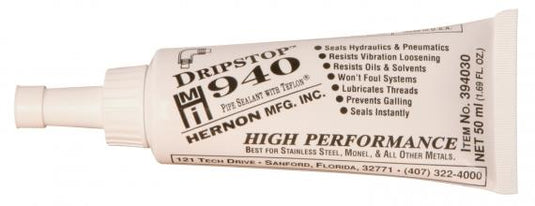 DRIPSTOP™
HMI 940
PIPE SEALANT WITH TEFLON®
HERNON MFG. INC.
• Seals Hydraulics & Pneumatics
• Resists Vibration Loosening
• Resists Oils & Solvents
• Won't Foul Systems
• Lubricates Threads
• Prevents Galling
• Seals Instantly
HIGH PERFORMANCE
BEST FOR STAINLESS STEEL, MONEL, & ALL OTHER METALS.
121 TECH DRIVE • SANFORD, FLORIDA, 32771 • (407) 322-4000
ITEM NO. 394030
NET 50 ml (1.69 FL. OZ.)